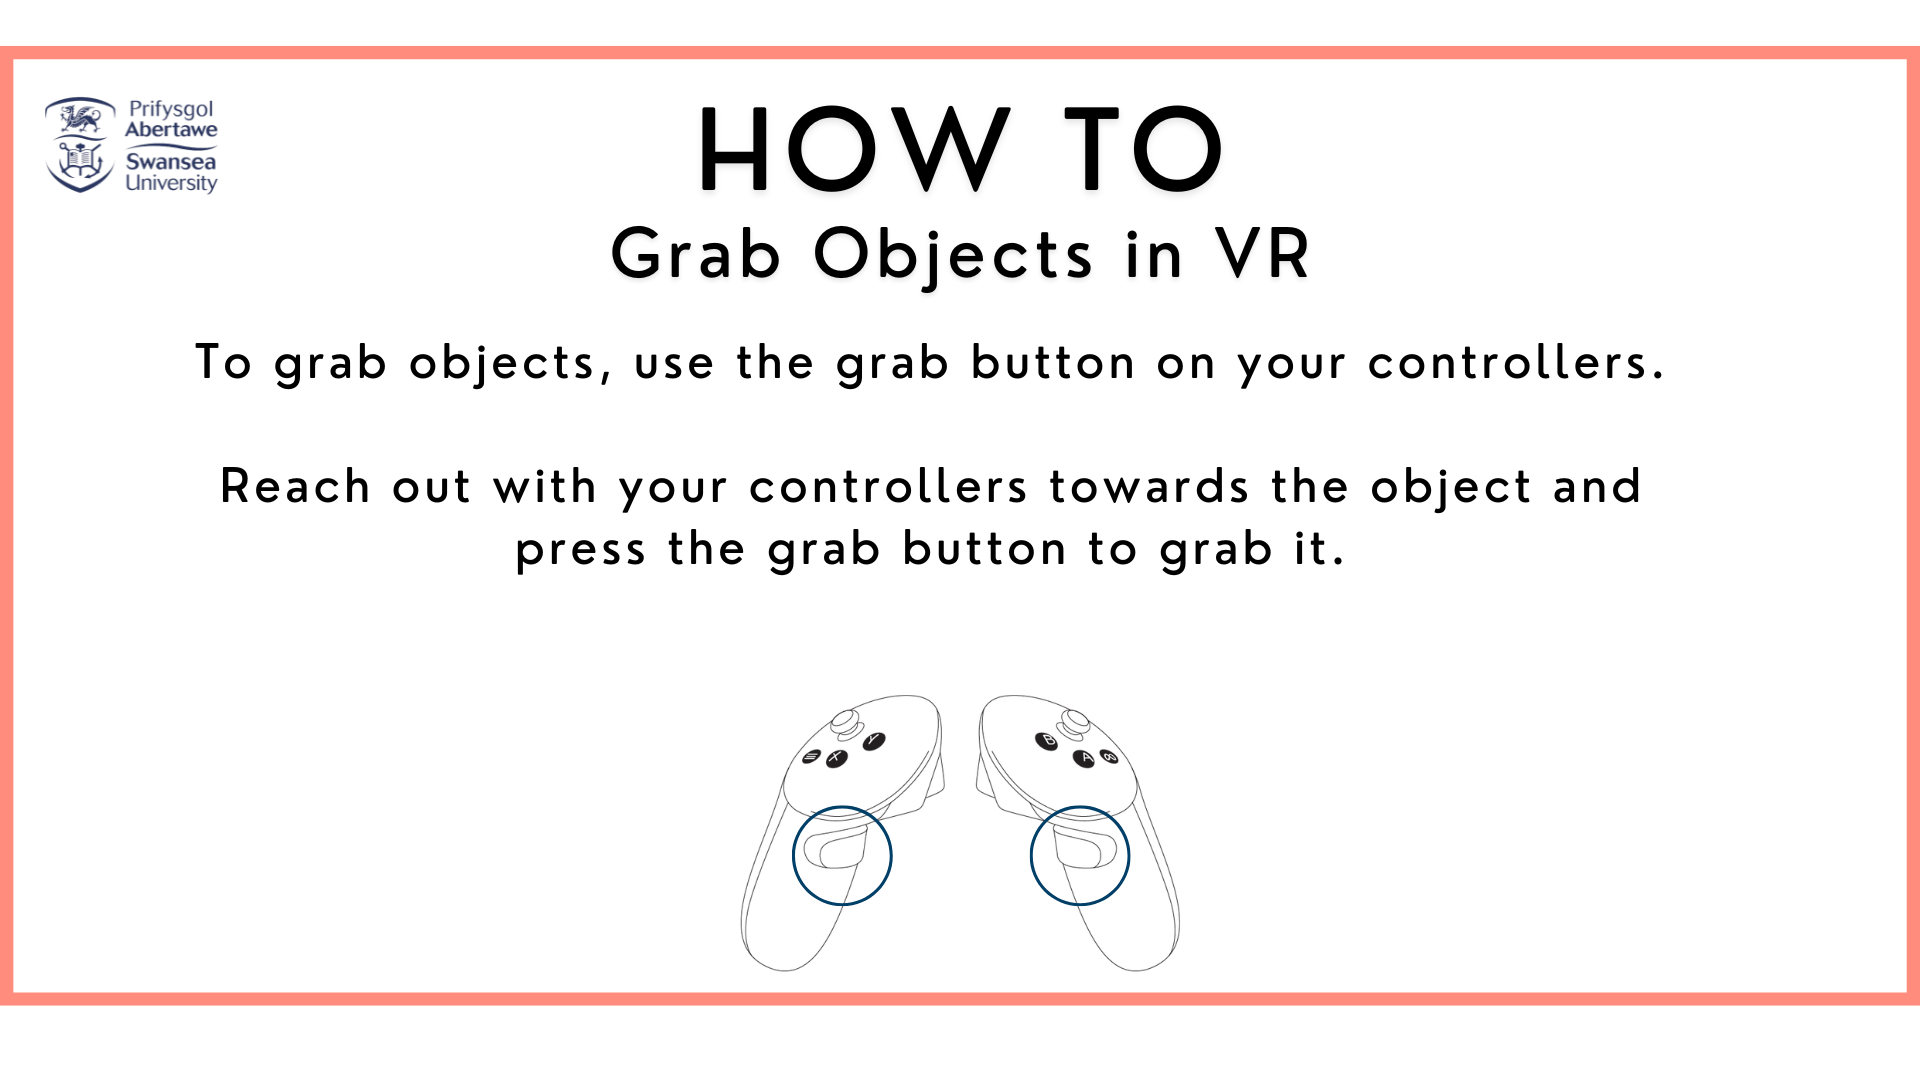 Prifysgol
Abertawe
Swansea
University
HOW TO
Grab Objects in VR
To grab objects, use the grab button on your controllers.
Reach out with your controllers towards the object and
press the grab button to grab it.
Y
X
B
A